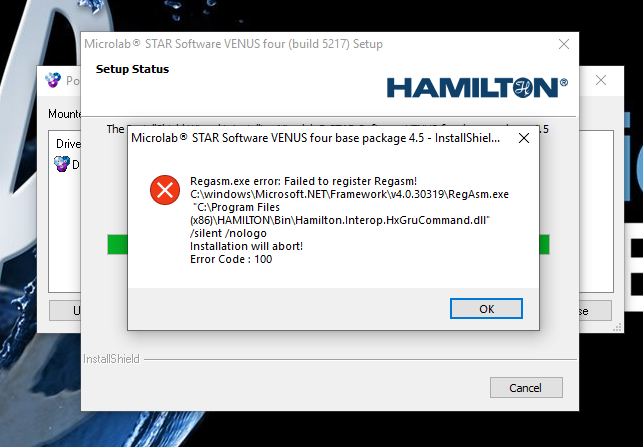 Microlab® STAR Software VENUS four (build 5217) Setup
Setup Status
HAMILTON®
Po
Mounte
Drive
D
The
.5
Microlab® STAR Software VENUS four base package 4.5 - InstallShiel...
Regasm.exe error: Failed to register Regasm!
C:\windows\Microsoft.NET\Framework\v4.0.30319\RegAsm.exe
"C:\Program Files
(x86)\HAMILTON\Bin\Hamilton.Interop.HxGruCommand.dll"
/silent /nologo
Installation will abort!
Error Code : 100
OK
U
se
InstallShield
Cancel